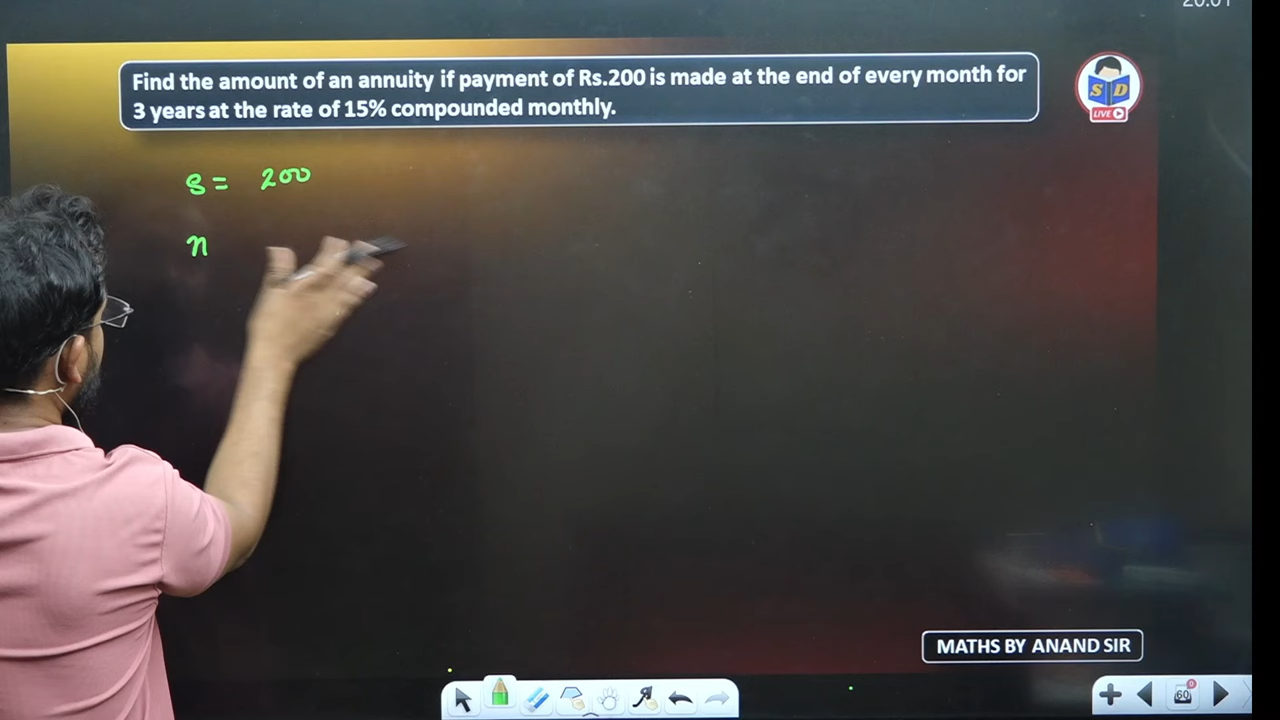 20:01
Find the amount of an annuity if payment of Rs.200 is made at the end of every month for
3 years at the rate of 15% compounded monthly.
S D
LIVE
S = 200
n
MATHS BY ANAND SIR
60
0